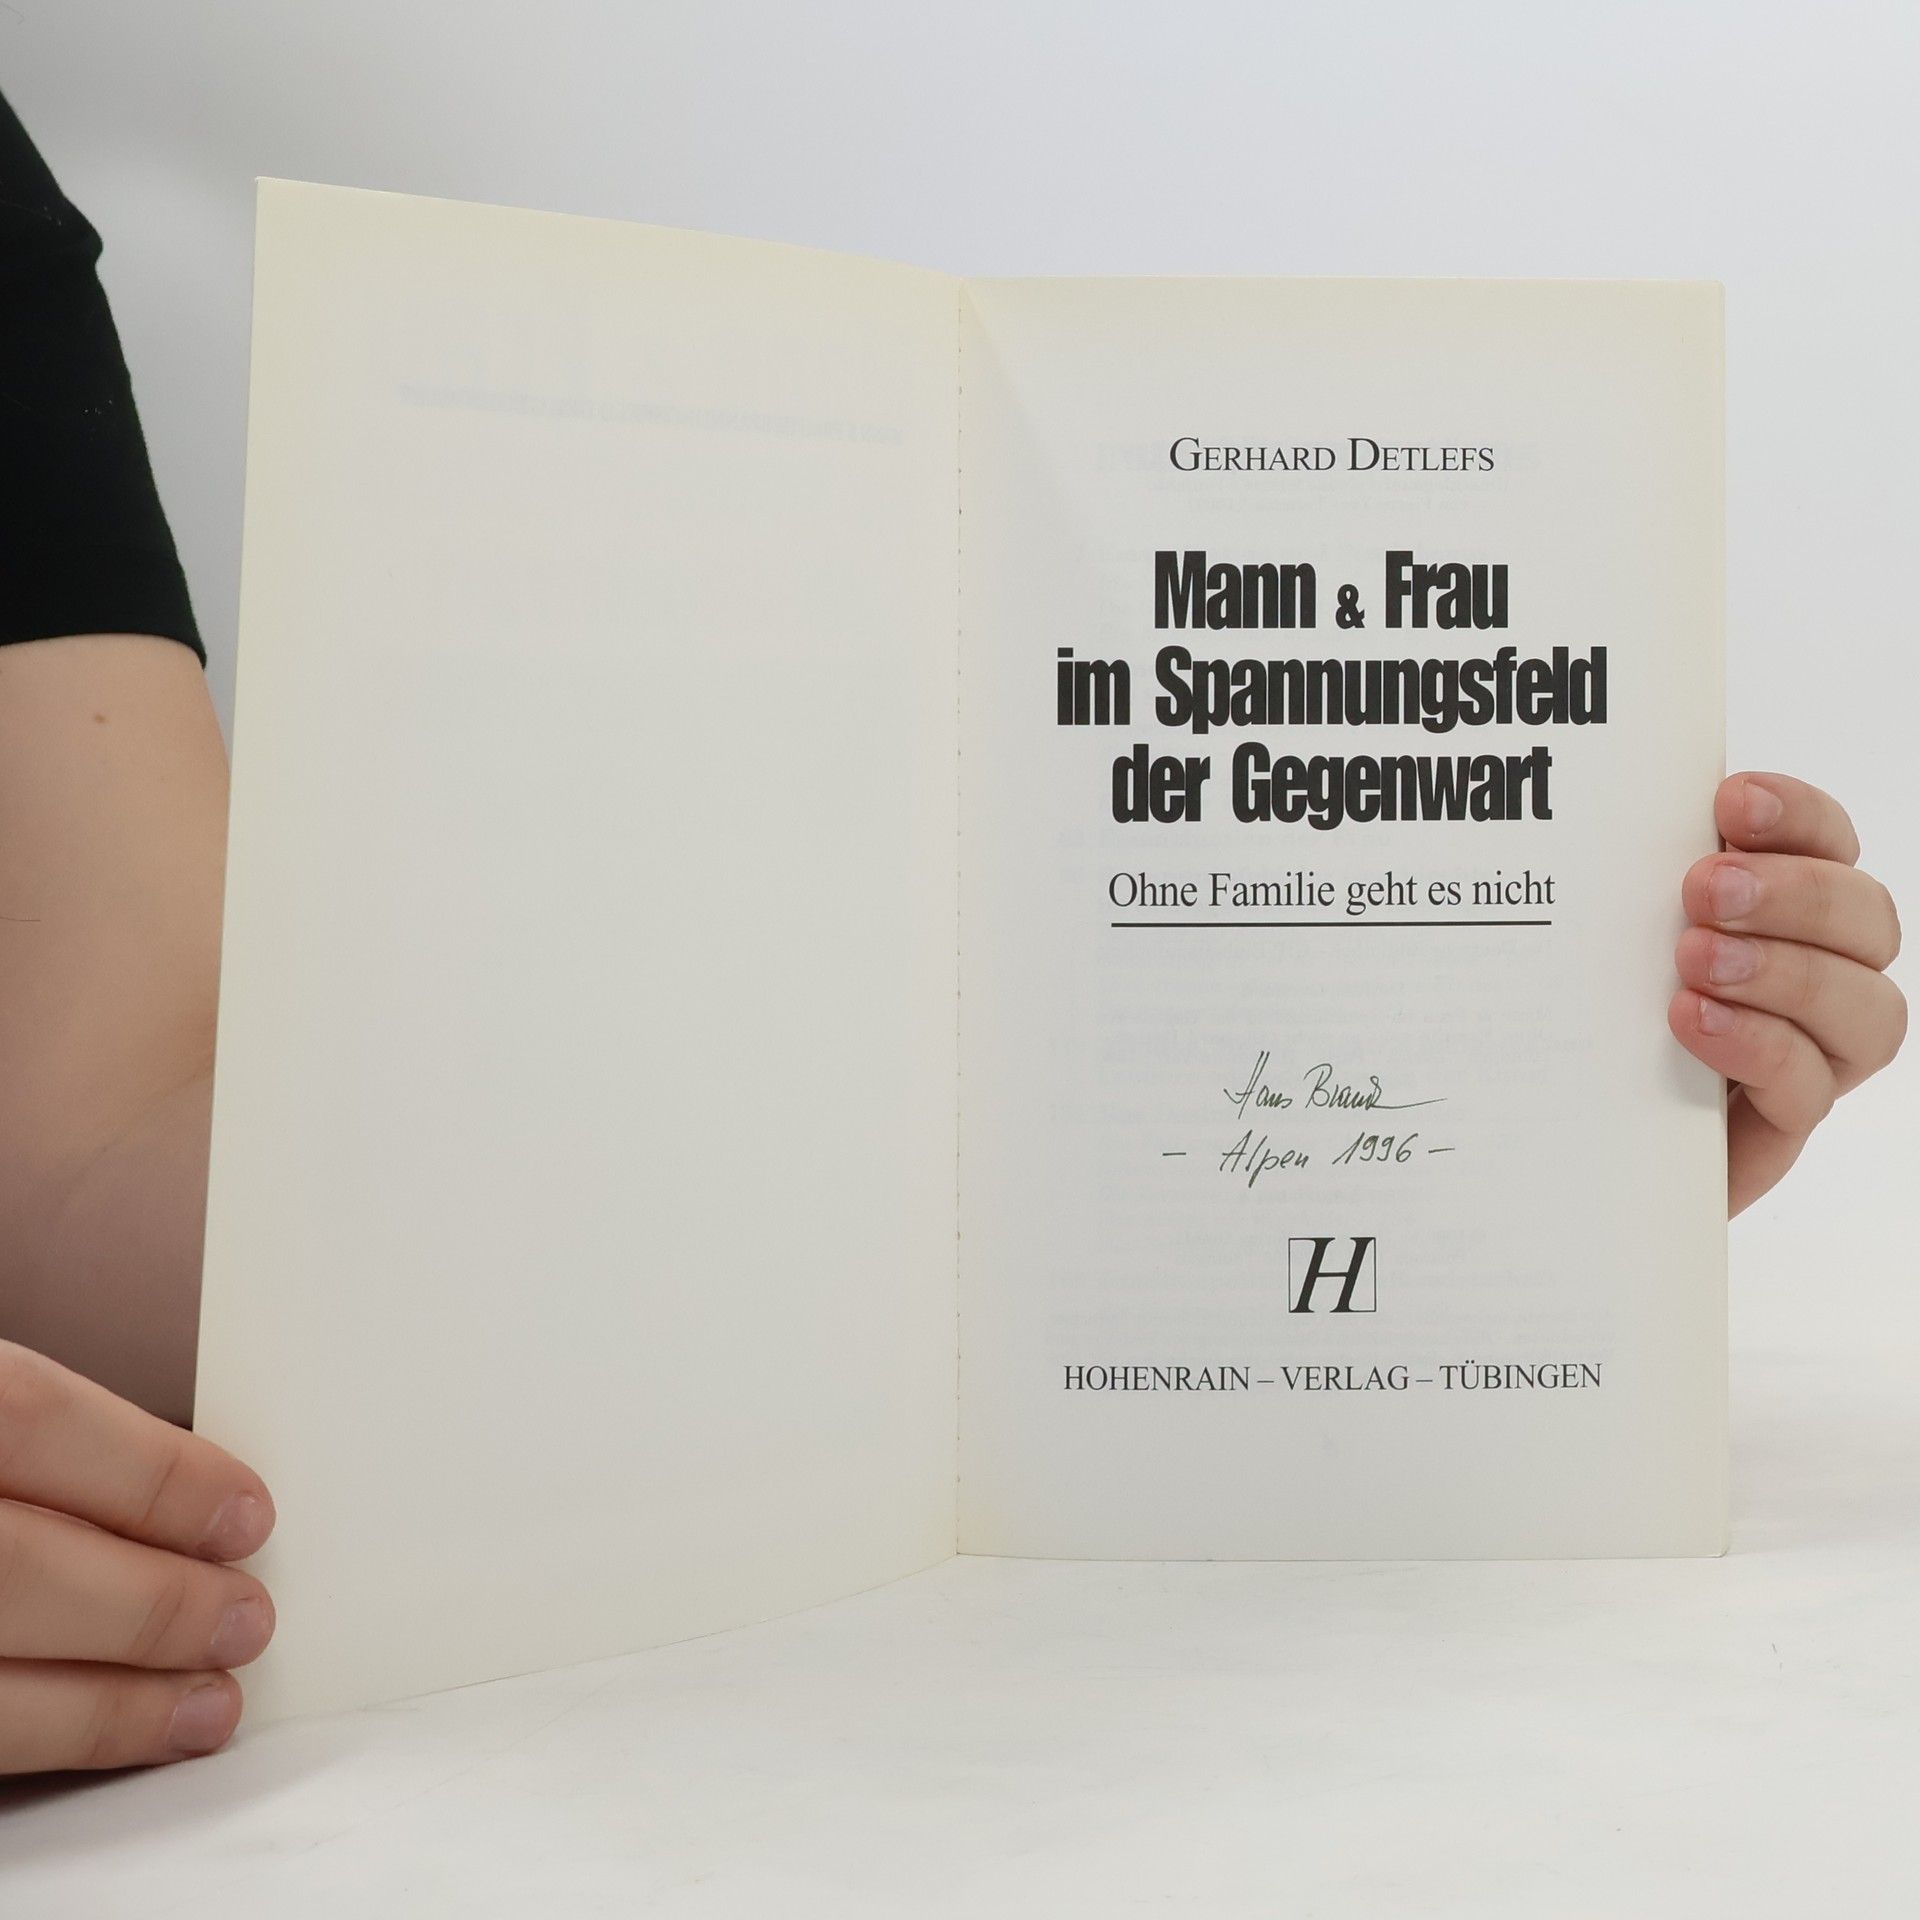 GERHARD DETLEFS
Mann & Frau
im Spannungsfeld
der Gegenwart
Ohne Familie geht es nicht
Hans
– Alpen 1996 –
H
HOHENRAIN – VERLAG – TÜBINGEN